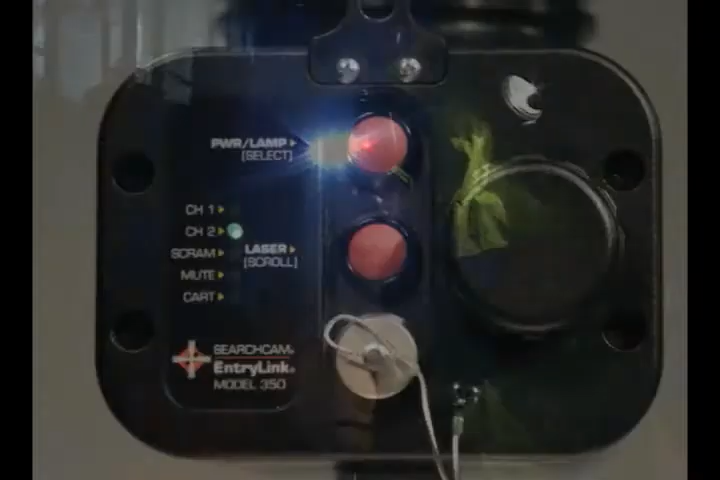 PWR/LAMP
(SELECT)
CH 1
CH 2
SCRAM
MUTE
CART
LASER
(SCROLL)
SEARCHCAM®
EntryLink®
MODEL 350